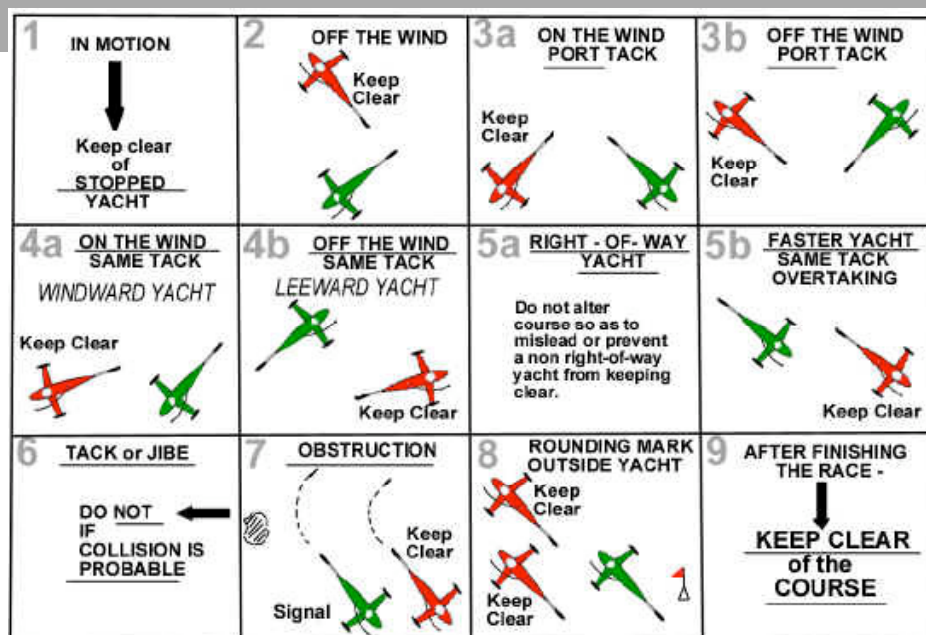 1
IN MOTION
Keep clear
of
STOPPED
YACHT
2
OFF THE WIND
Keep
Clear
3a
ON THE WIND
PORT TACK
Keep
Clear
3b
OFF THE WIND
PORT TACK
Keep
Clear
4a
ON THE WIND
SAME TACK
WINDWARD YACHT
Keep Clear
4b
OFF THE WIND
SAME TACK
LEEWARD YACHT
Keep Clear
5a
RIGHT - OF- WAY
YACHT
Do not alter
course so as to
mislead or prevent
a non right-of-way
yacht from keeping
clear.
5b
FASTER YACHT
SAME TACK
OVERTAKING
Keep Clear
6
TACK or JIBE
DO NOT
IF
COLLISION IS
PROBABLE
7
OBSTRUCTION
Keep
Clear
Signal
8
ROUNDING MARK
OUTSIDE YACHT
Keep
Clear
Keep
Clear
9
AFTER FINISHING
THE RACE -
KEEP CLEAR
of the
COURSE